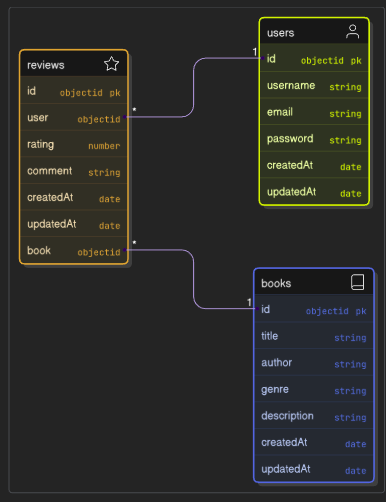 users
id objectid pk
username string
email string
password string
createdAt date
updatedAt date
reviews
id objectid pk
user objectid
rating number
comment string
createdAt date
updatedAt date
book objectid
* 1
* 1
books
id objectid pk
title string
author string
genre string
description string
createdAt date
updatedAt date